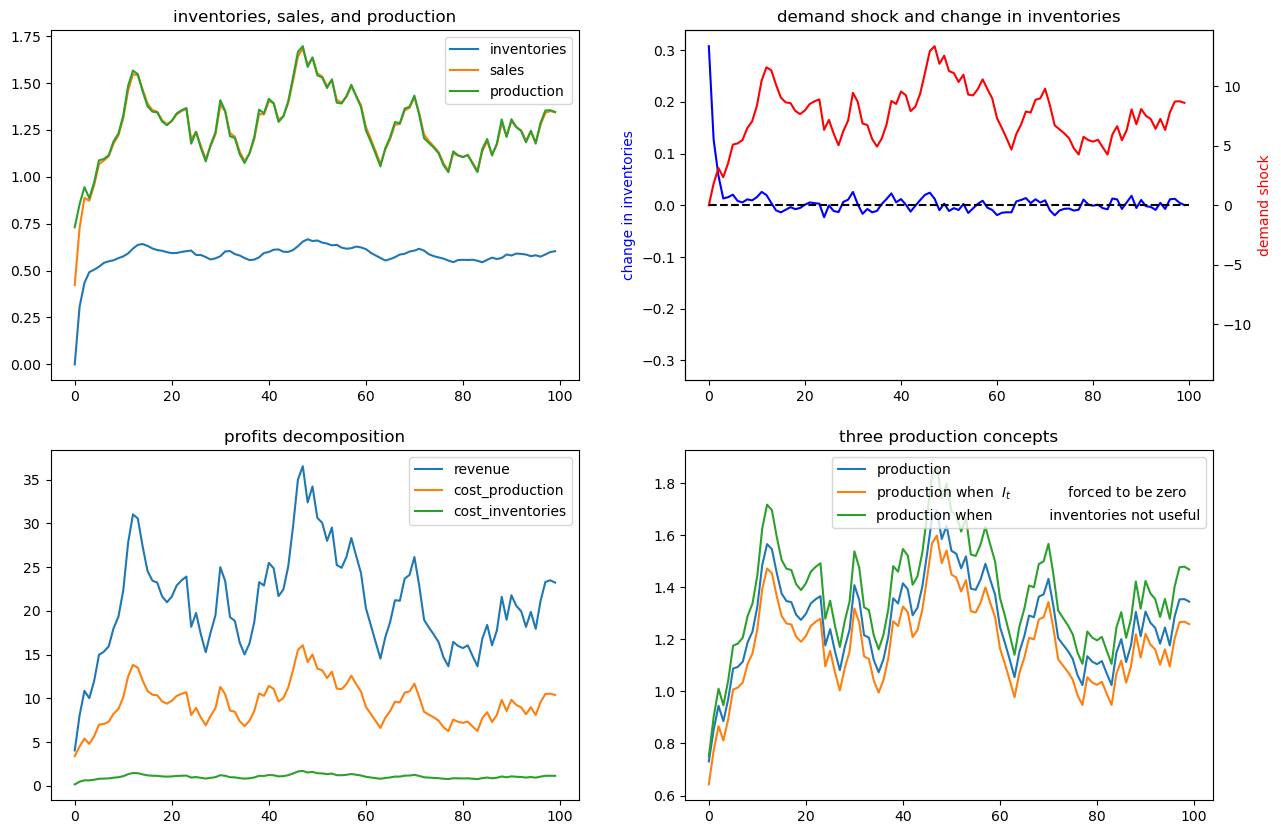 inventories, sales, and production
1.75
1.50
1.25
1.00
0.75
0.50
0.25
0.00
inventories
sales
production
0 20 40 60 80 100
demand shock and change in inventories
change in inventories
0.3
0.2
0.1
0.0
−0.1
−0.2
−0.3
10
5
0
−5
−10
demand shock
0 20 40 60 80 100
profits decomposition
35
30
25
20
15
10
5
0
revenue
cost_production
cost_inventories
0 20 40 60 80 100
three production concepts
1.8
1.6
1.4
1.2
1.0
0.8
0.6
production
production when I_t forced to be zero
production when inventories not useful
0 20 40 60 80 100